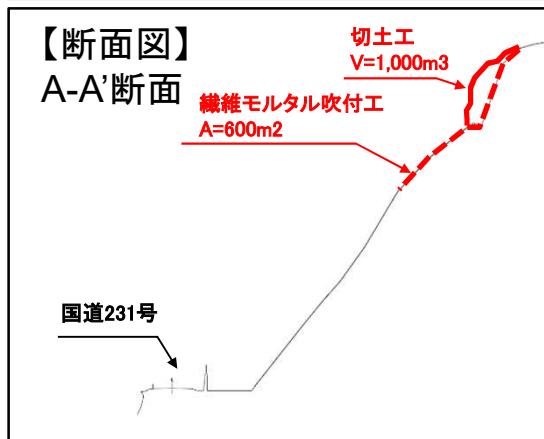 【断面図】
A-A’断面
切土工
V=1,000m3
繊維モルタル吹付工
A=600m2
国道231号